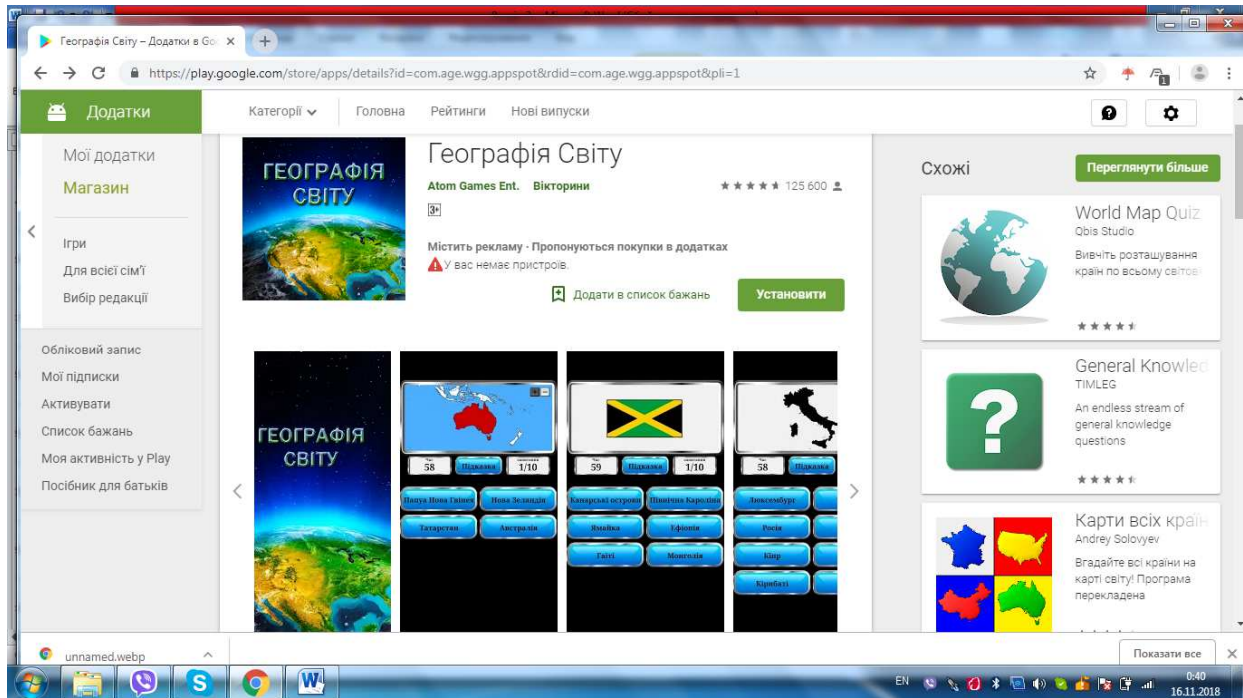 Географія Світу – Додатки в Go
https://play.google.com/store/apps/details?id=com.age.wgg.appspot&rdid=com.age.wgg.appspot&pli=1
Додатки
Категорії
Головна
Рейтинги
Нові випуски
Мої додатки
Магазин
Ігри
Для всієї сім'ї
Вибір редакції
Обліковий запис
Мої підписки
Активувати
Список бажань
Моя активність у Play
Посібник для батьків
ГЕОГРАФІЯ
СВІТУ
Географія Світу
Atom Games Ent. Вікторини
125 600
3+
Містить рекламу · Пропонуються покупки в додатках
У вас немає пристроїв.
Додати в список бажань
Установити
ГЕОГРАФІЯ
СВІТУ
58 Підказка 1/10
Папуа Нова Гвінея Нова Зеландія
Татарстан Австралія
59 Підказка 1/10
Канарські острови Північна Кароліна
Ямайка Ефіопія
Гаїті Монголія
58 Підказка
Люксембург
Росія
Кіпр
Кірибаті
Схожі
Переглянути більше
World Map Quiz
Qbis Studio
Вивчіть розташування
країн по всьому світові
General Knowled
TIMLEG
An endless stream of
general knowledge
questions
Карти всіх країн
Andrey Solovyev
Вгадайте всі країни на
карті світу! Програма
перекладена
unnamed.webp
Показати все
EN
0:40
16.11.2018